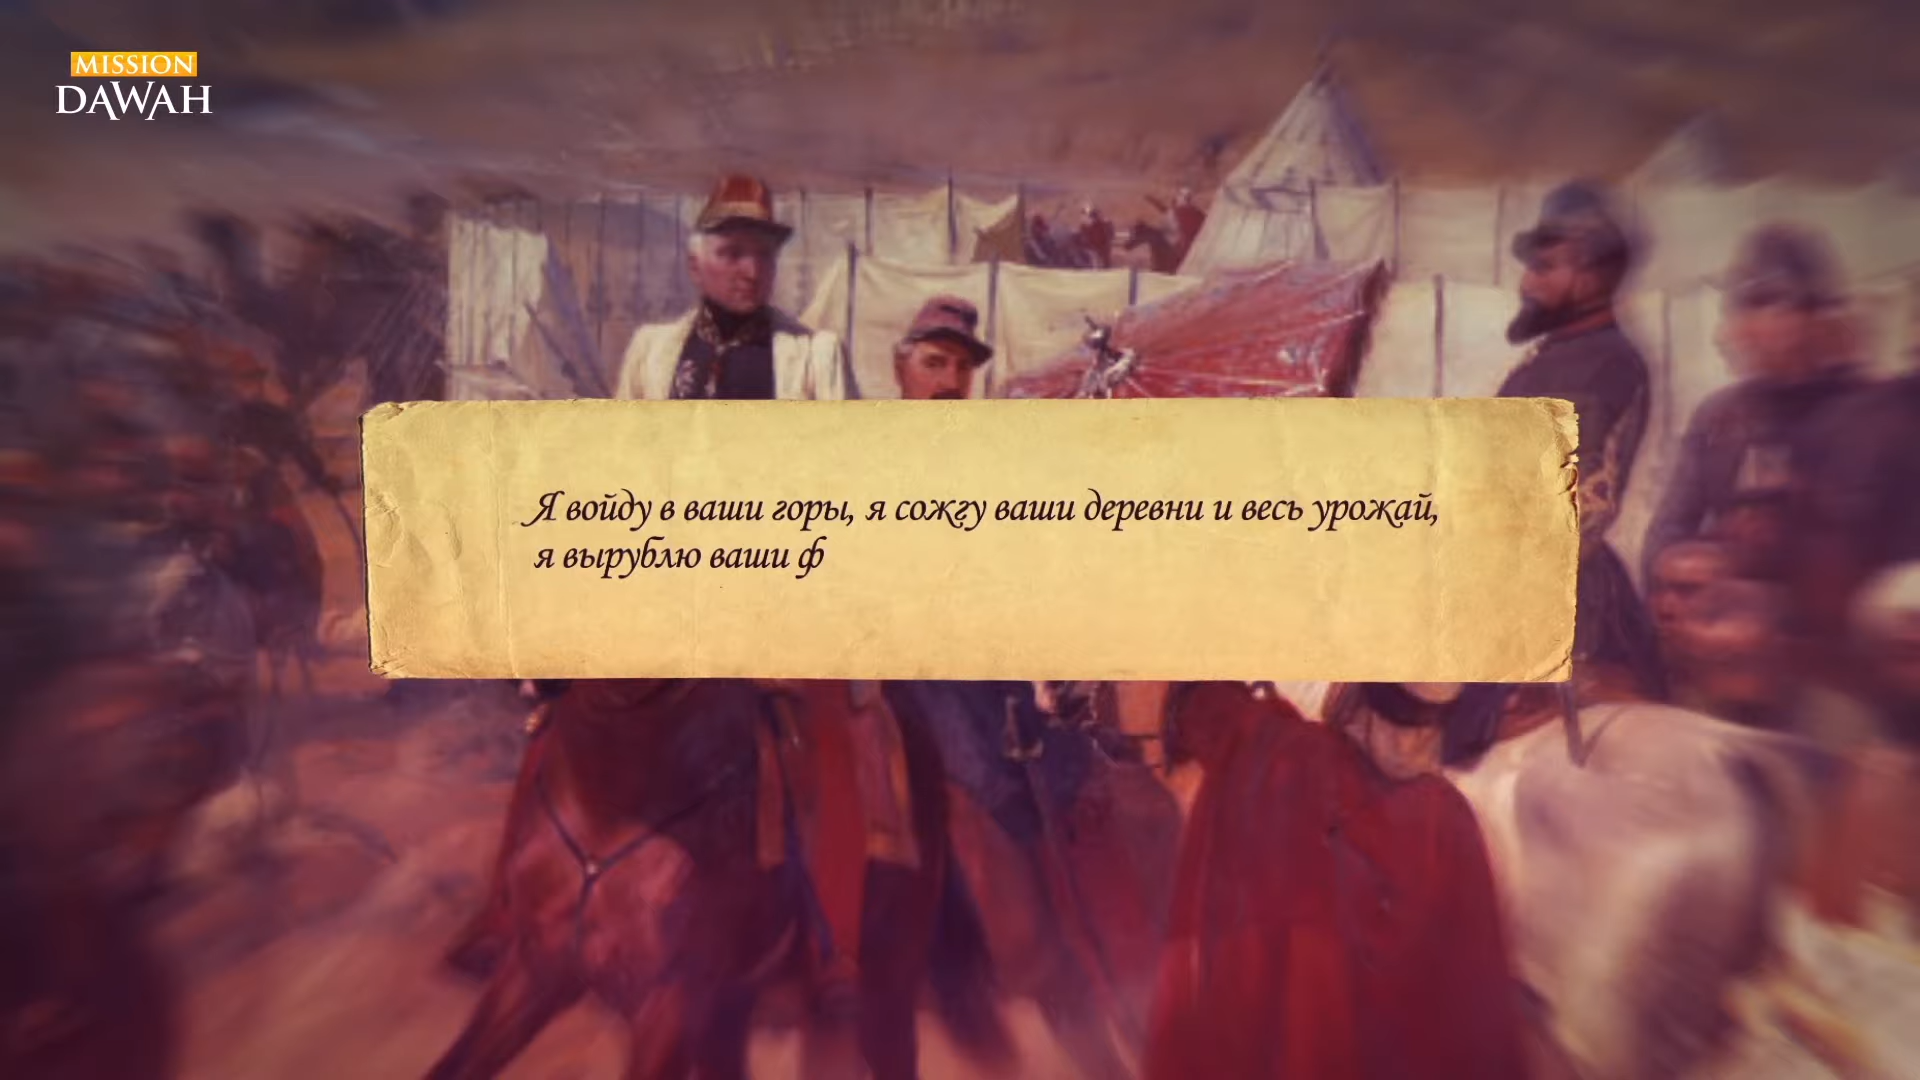 MISSION
DAWAH
Я войду в ваши горы, я сожгу ваши деревни и весь урожай,
я вырублю ваши ф